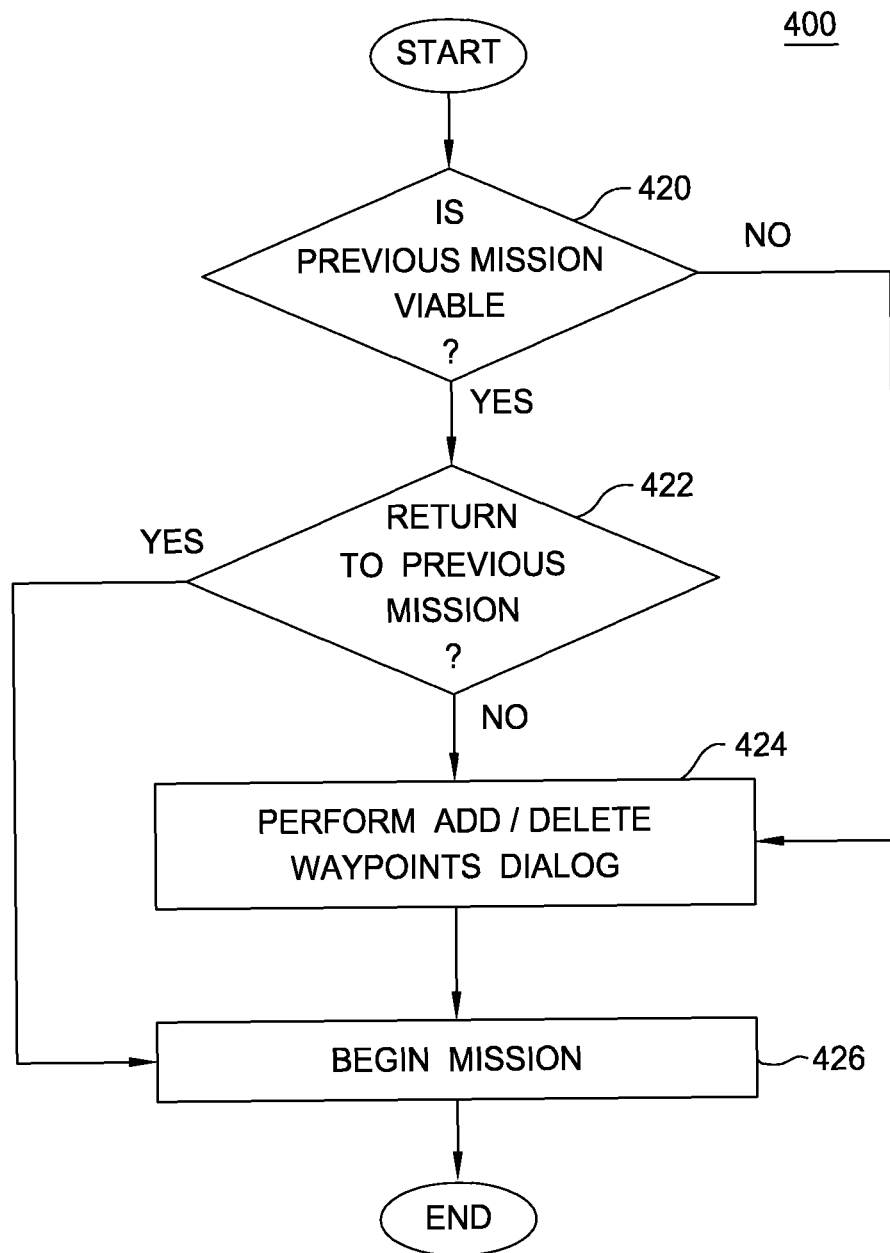 400
START
420
IS
PREVIOUS MISSION
VIABLE
?
NO
YES
422
RETURN
TO PREVIOUS
MISSION
?
YES
NO
424
PERFORM ADD / DELETE
WAYPOINTS DIALOG
BEGIN MISSION
426
END